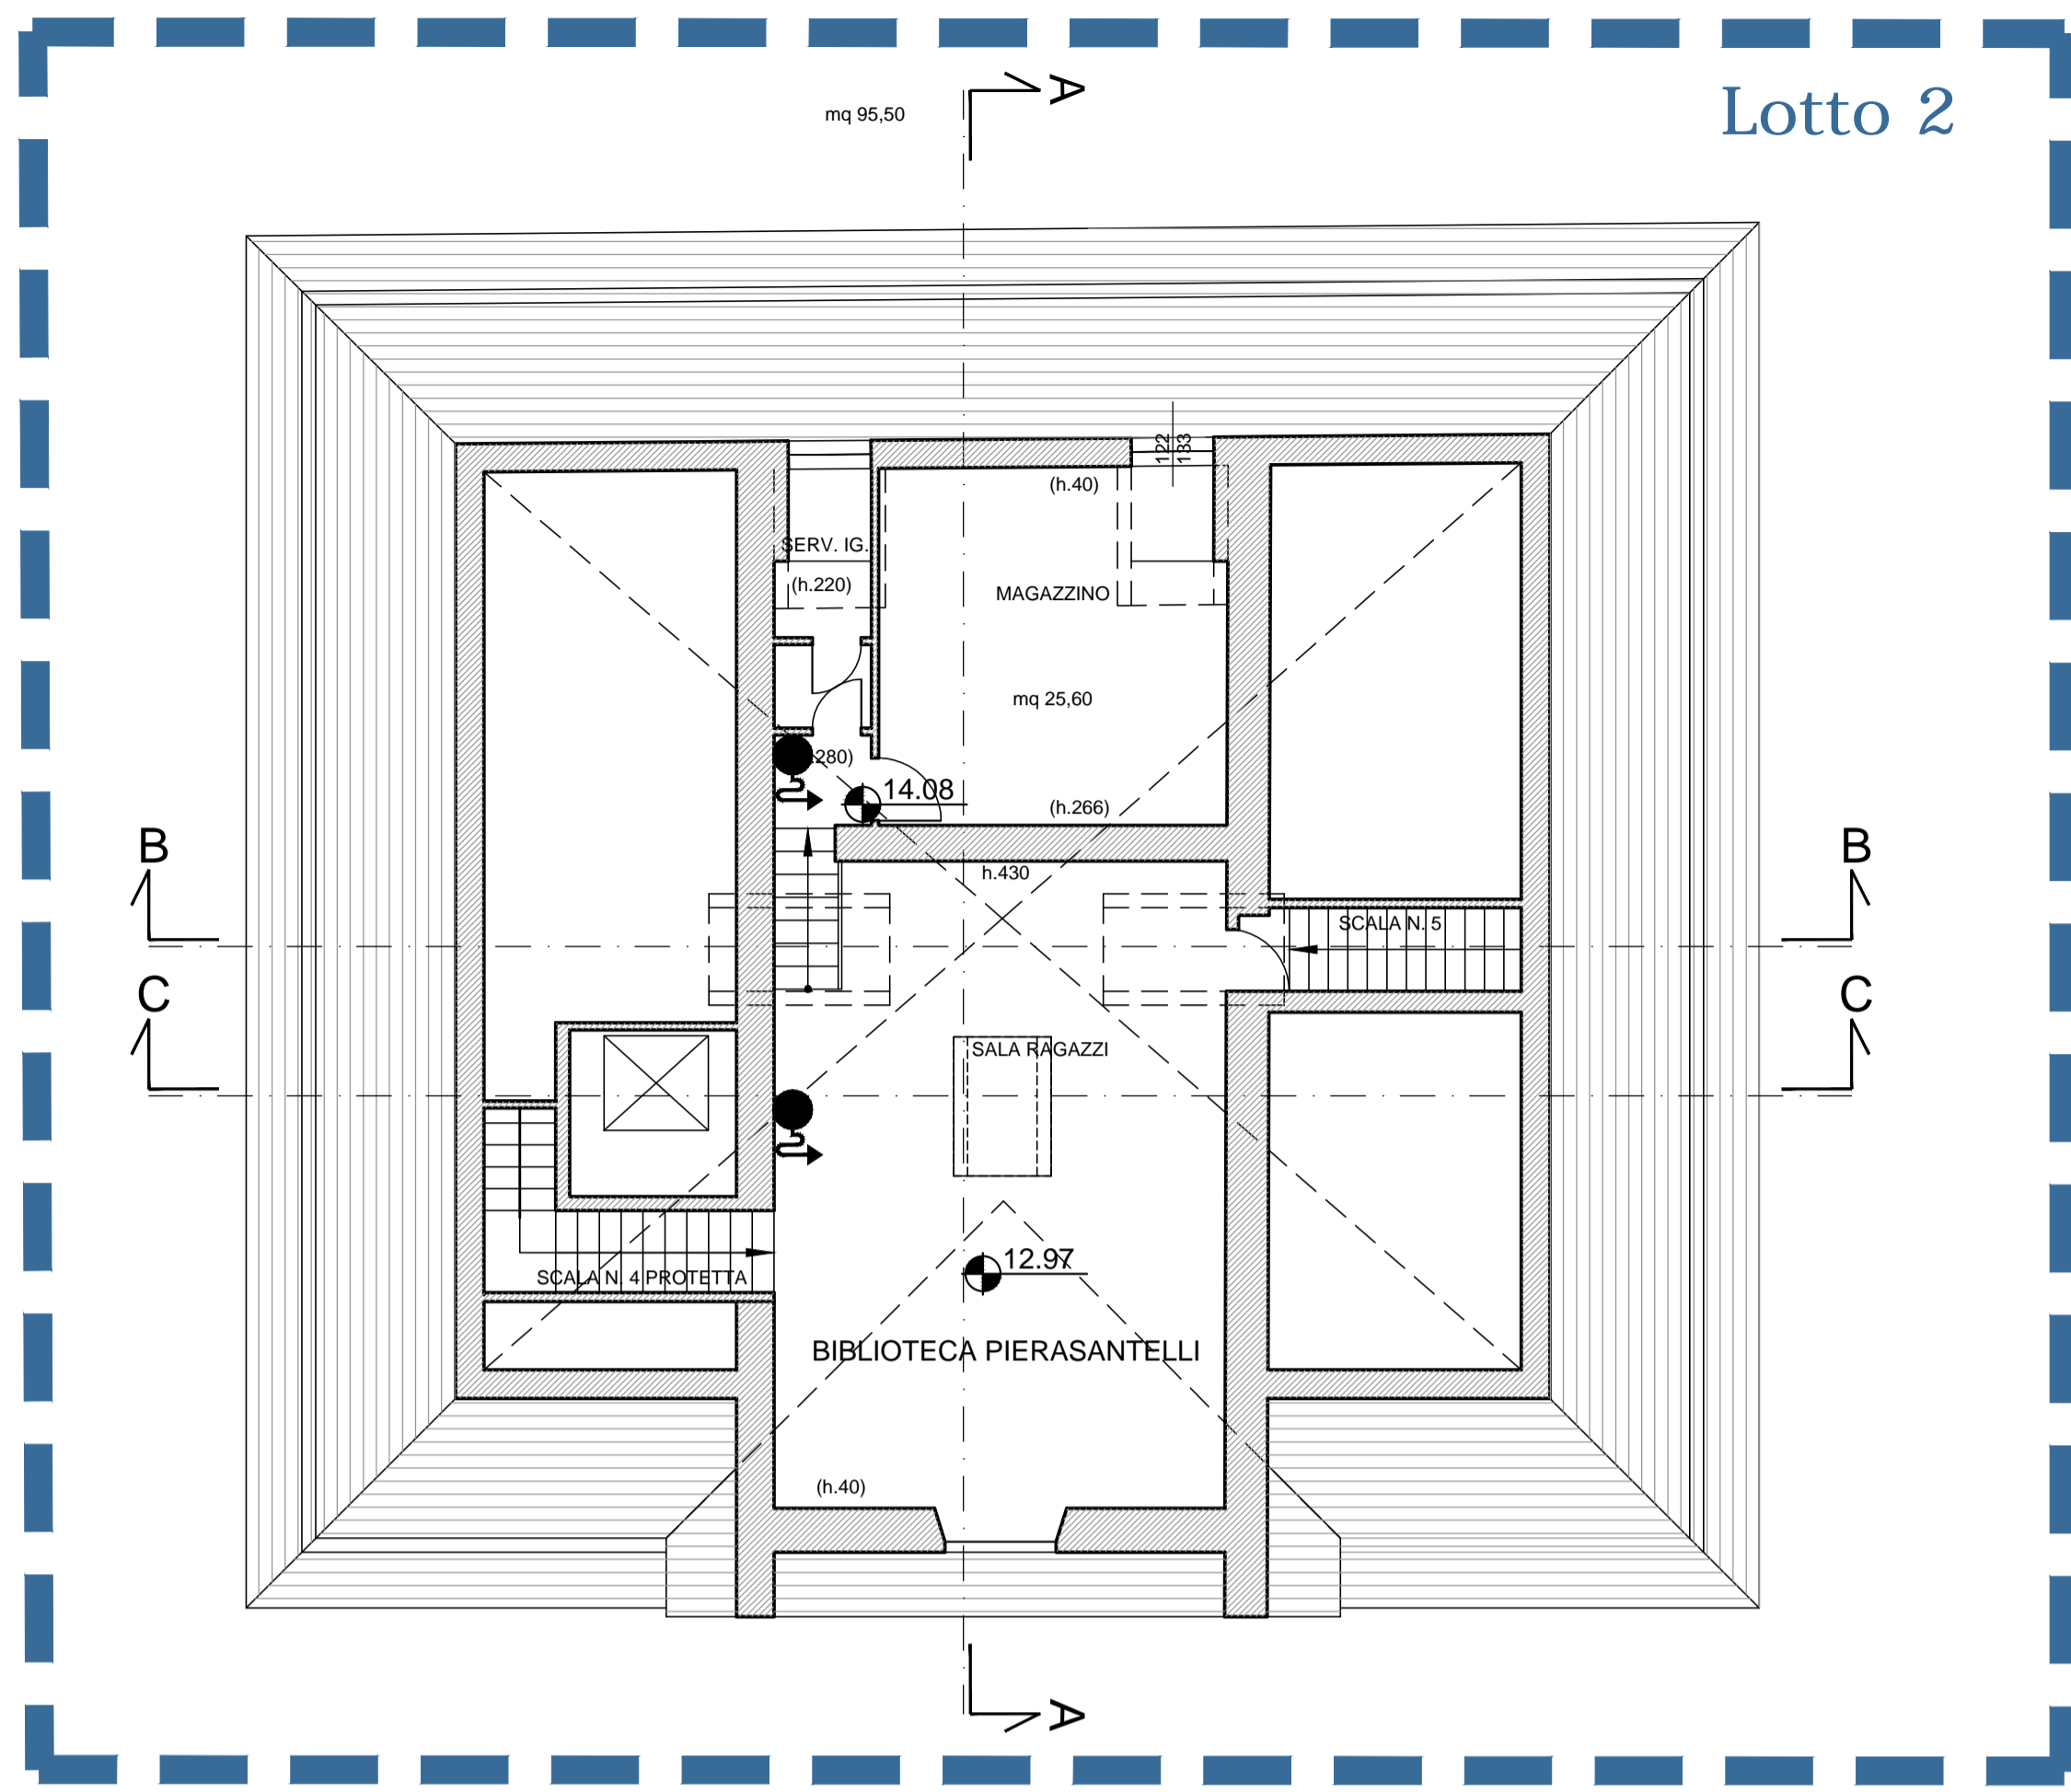 A
mq 95,50
Lotto 2
122
133
(h.40)
SERV. IG.
(h.220)
MAGAZZINO
mq 25,60
280)
14.08
(h.266)
B
B
h.430
SCALA N. 5
C
C
SALA RAGAZZI
12.97
SCALA N. 4 PROTETTA
BIBLIOTECA PIERASANTELLI
(h.40)
A